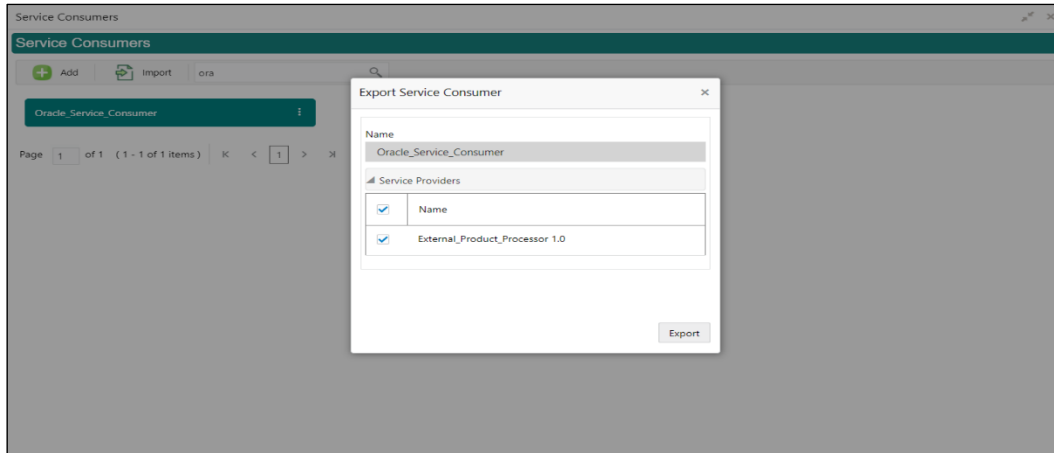 Service Consumers
Service Consumers
Add Import ora
Oracle_Service_Consumer
Page 1 of 1 (1 - 1 of 1 items) K < 1 > X
Export Service Consumer ×
Name
Oracle_Service_Consumer
Service Providers
Name
External_Product_Processor 1.0
Export